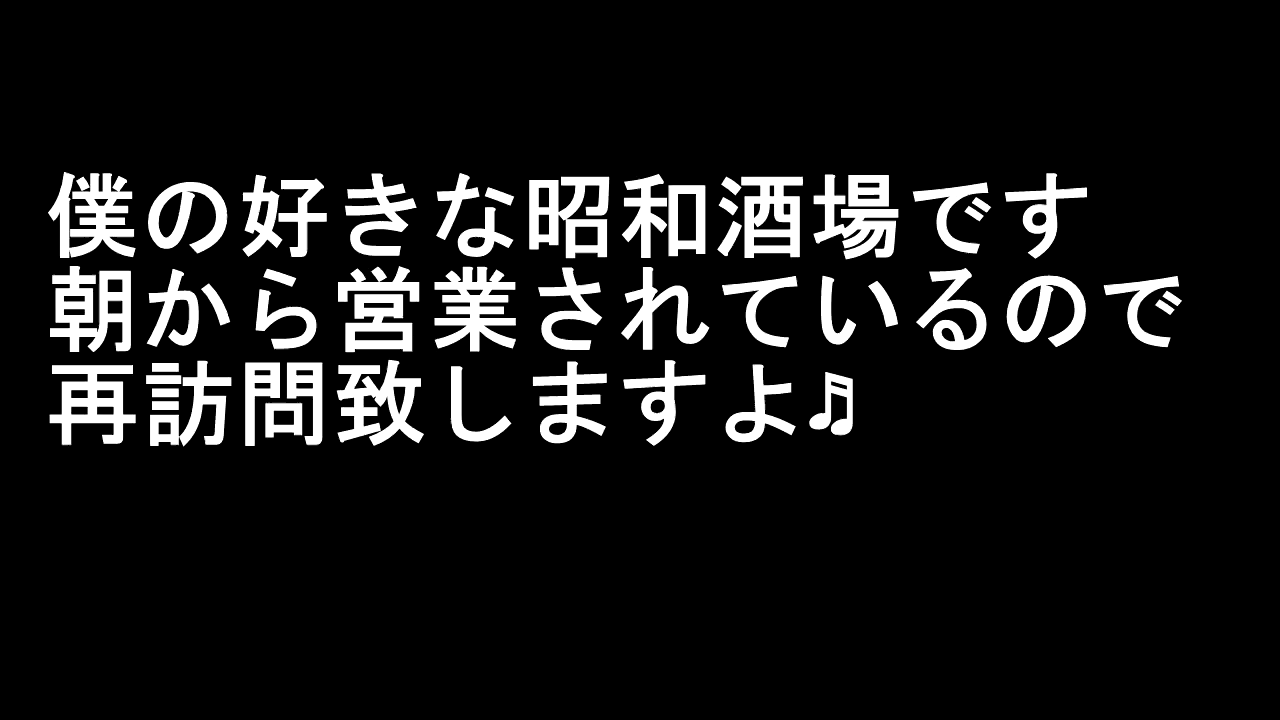 僕の好きな昭和酒場です
朝から営業されているので
再訪問致しますよ♬